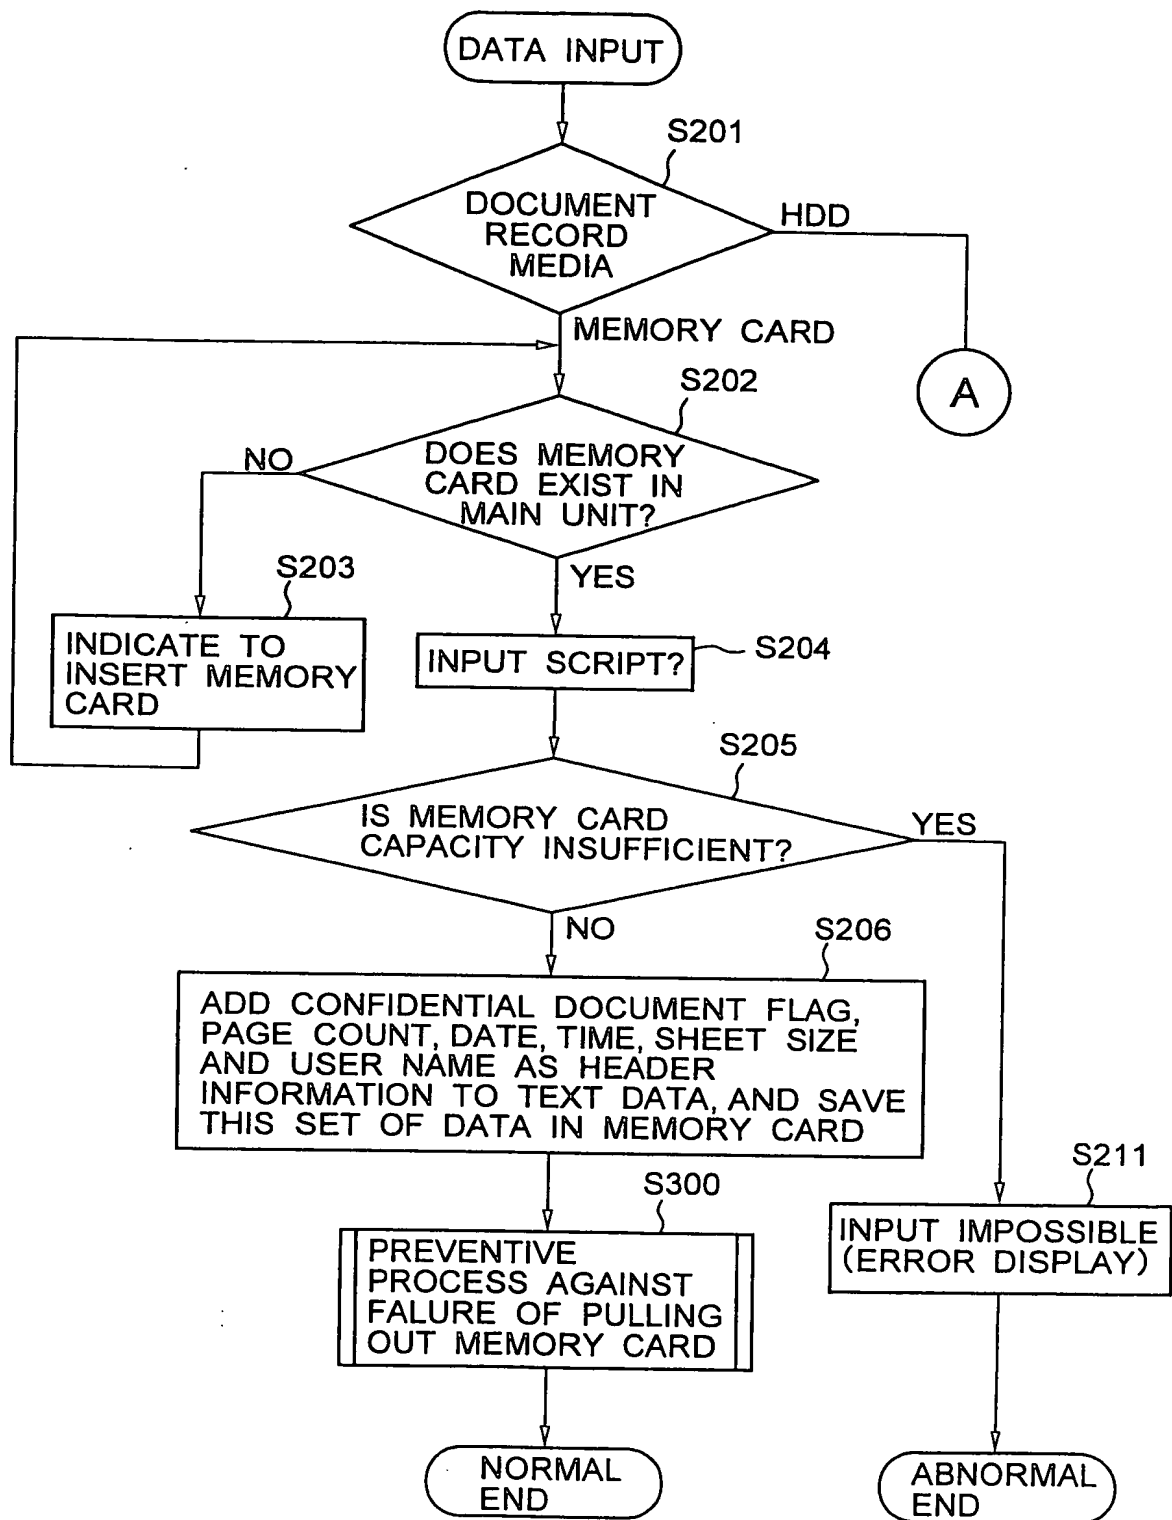 DATA INPUT
S201
DOCUMENT
RECORD
MEDIA
HDD
MEMORY CARD
A
S202
NO
DOES MEMORY
CARD EXIST IN
MAIN UNIT?
YES
S203
INDICATE TO
INSERT MEMORY
CARD
INPUT SCRIPT?
S204
S205
IS MEMORY CARD
CAPACITY INSUFFICIENT?
YES
NO
S206
ADD CONFIDENTIAL DOCUMENT FLAG,
PAGE COUNT, DATE, TIME, SHEET SIZE
AND USER NAME AS HEADER
INFORMATION TO TEXT DATA, AND SAVE
THIS SET OF DATA IN MEMORY CARD
S300
PREVENTIVE
PROCESS AGAINST
FAILURE OF PULLING
OUT MEMORY CARD
S211
INPUT IMPOSSIBLE
(ERROR DISPLAY)
NORMAL
END
ABNORMAL
END